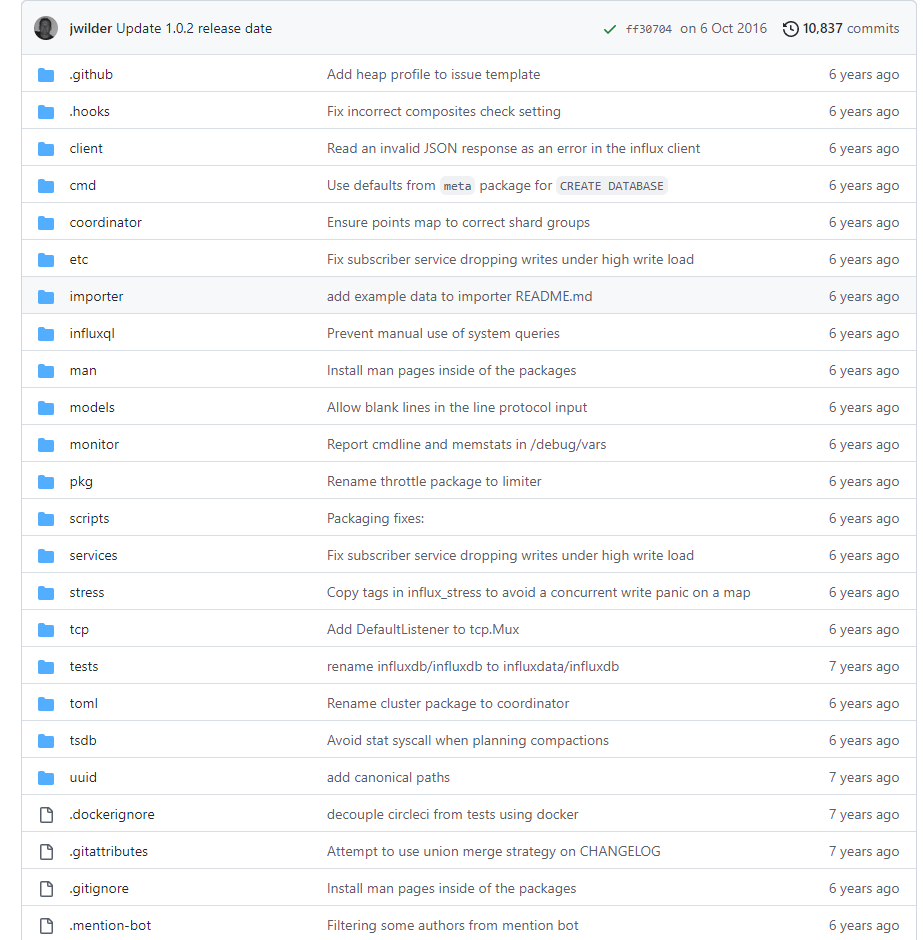 jwilder Update 1.0.2 release date ff30704 on 6 Oct 2016 10,837 commits
.github Add heap profile to issue template 6 years ago
.hooks Fix incorrect composites check setting 6 years ago
client Read an invalid JSON response as an error in the influx client 6 years ago
cmd Use defaults from meta package for CREATE DATABASE 6 years ago
coordinator Ensure points map to correct shard groups 6 years ago
etc Fix subscriber service dropping writes under high write load 6 years ago
importer add example data to importer README.md 6 years ago
influxql Prevent manual use of system queries 6 years ago
man Install man pages inside of the packages 6 years ago
models Allow blank lines in the line protocol input 6 years ago
monitor Report cmdline and memstats in /debug/vars 6 years ago
pkg Rename throttle package to limiter 6 years ago
scripts Packaging fixes: 6 years ago
services Fix subscriber service dropping writes under high write load 6 years ago
stress Copy tags in influx_stress to avoid a concurrent write panic on a map 6 years ago
tcp Add DefaultListener to tcp.Mux 6 years ago
tests rename influxdb/influxdb to influxdata/influxdb 7 years ago
toml Rename cluster package to coordinator 6 years ago
tsdb Avoid stat syscall when planning compactions 6 years ago
uuid add canonical paths 7 years ago
.dockerignore decouple circleci from tests using docker 7 years ago
.gitattributes Attempt to use union merge strategy on CHANGELOG 7 years ago
.gitignore Install man pages inside of the packages 6 years ago
.mention-bot Filtering some authors from mention bot 6 years ago